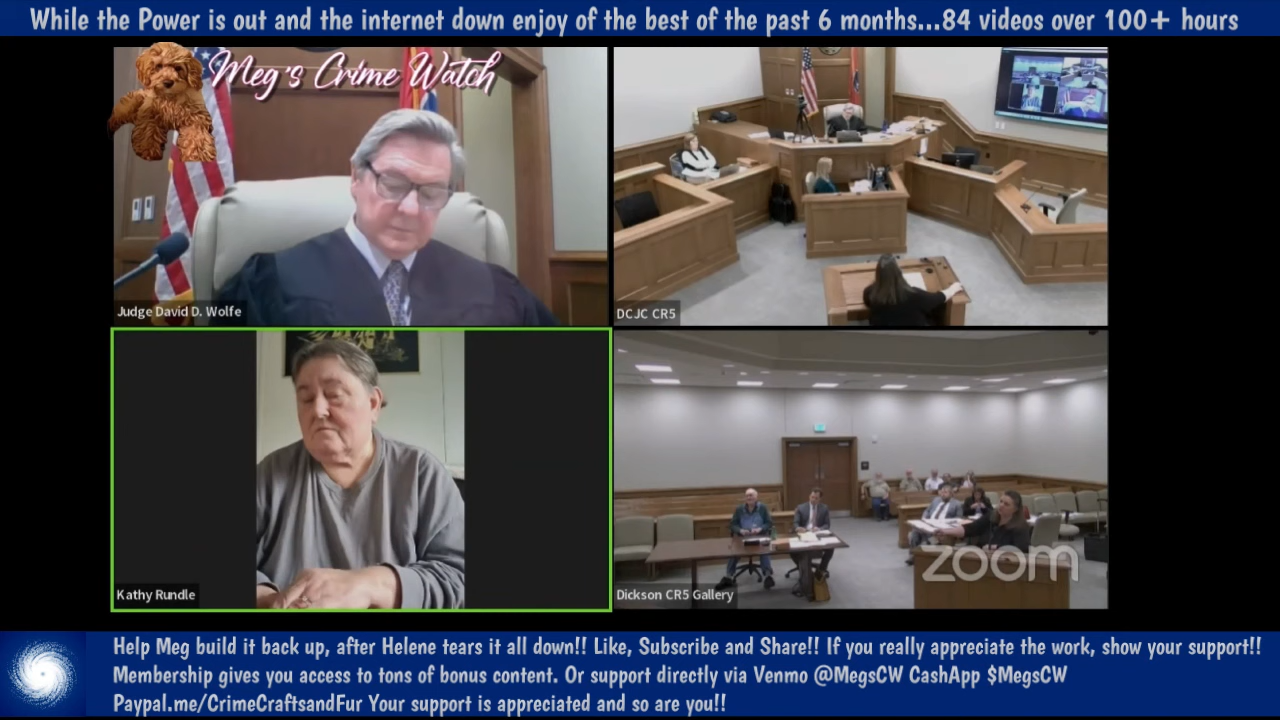 While the Power is out and the internet down enjoy of the best of the past 6 months...84 videos over 100+ hours
Meg's Crime Watch
Judge David D. Wolfe
DCJC CR5
Kathy Rundle
Dickson CR5 Gallery
zoom
Help Meg build it back up, after Helene tears it all down!! Like, Subscribe and Share!! If you really appreciate the work, show your support!!
Membership gives you access to tons of bonus content. Or support directly via Venmo @MegsCW CashApp $MegsCW
Paypal.me/CrimeCraftsandFur Your support is appreciated and so are you!!